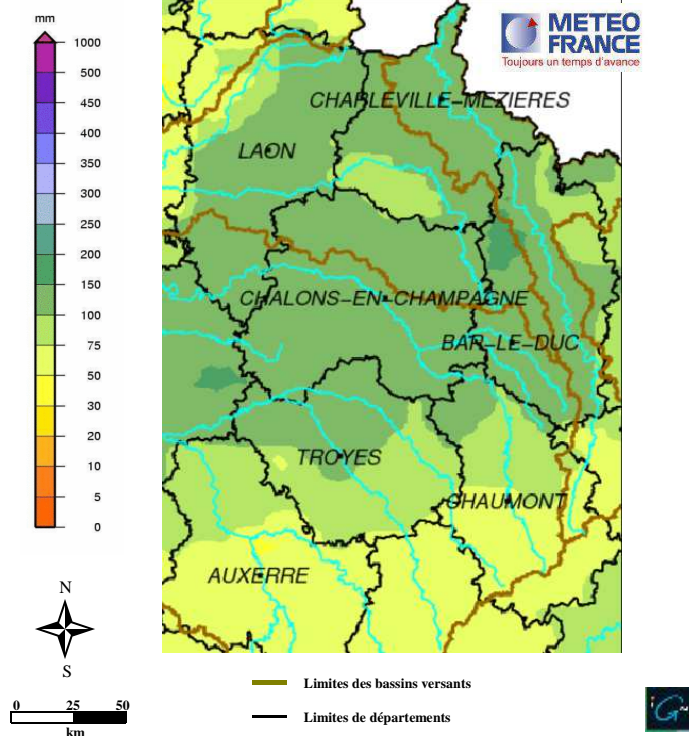 mm
1000
500
450
400
350
300
250
200
150
100
75
50
30
20
10
5
0
METEO
FRANCE
Toujours un temps d'avance
CHARLEVILLE-MEZIERES
LAON
CHALONS-EN-CHAMPAGNE
BAR-LE-DUC
TROYES
CHAUMONT
AUXERRE
N
S
0 25 50
km
Limites des bassins versants
Limites de départements